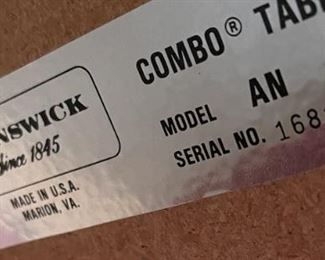 NSWICK
Since 1845
MADE IN U.S.A.
MARION, VA.
COMBO® TAB
MODEL AN
SERIAL NO. 168